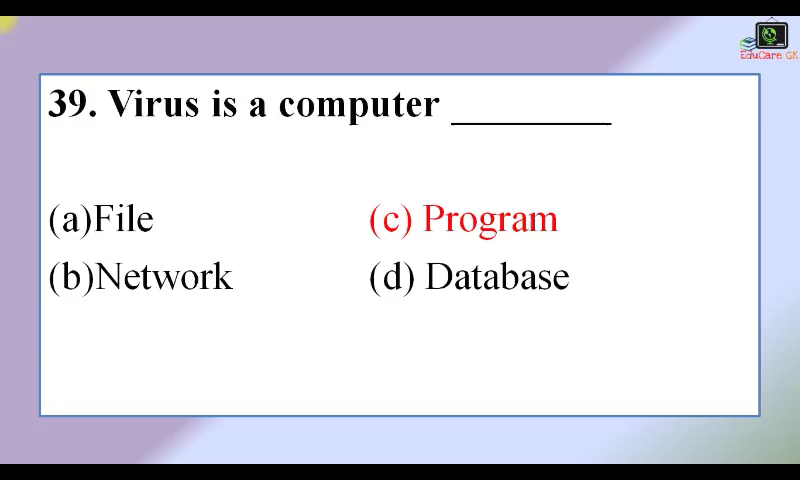 EduCare GK
39. Virus is a computer ________
(a)File
(c) Program
(b)Network
(d) Database